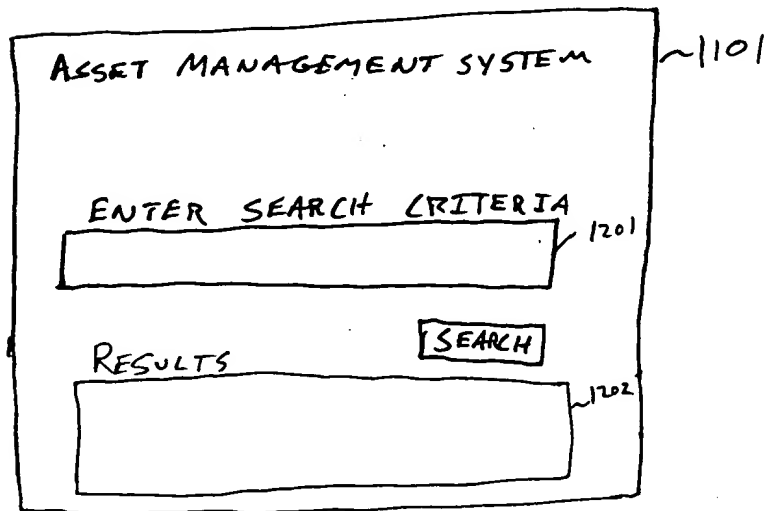 ASSET MANAGEMENT SYSTEM
1101
ENTER SEARCH CRITERIA
1201
SEARCH
RESULTS
1202